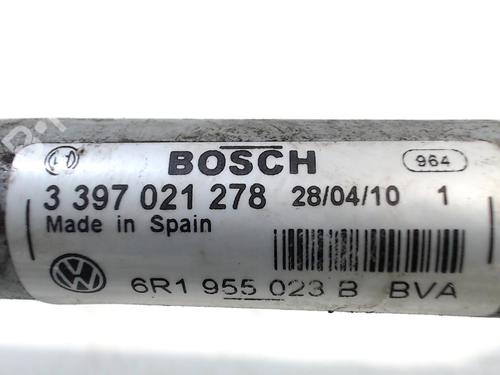 BOSCH 964
3 397 021 278 28/04/10 1
Made in Spain
6R1 955 023 B BVA